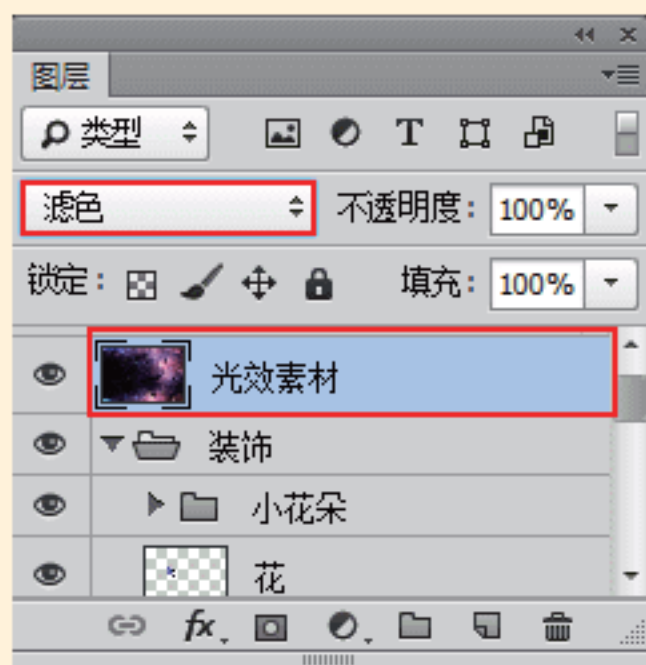 图层
类型
滤色 不透明度: 100%
锁定: 填充: 100%
光效素材
装饰
小花朵
花
fx